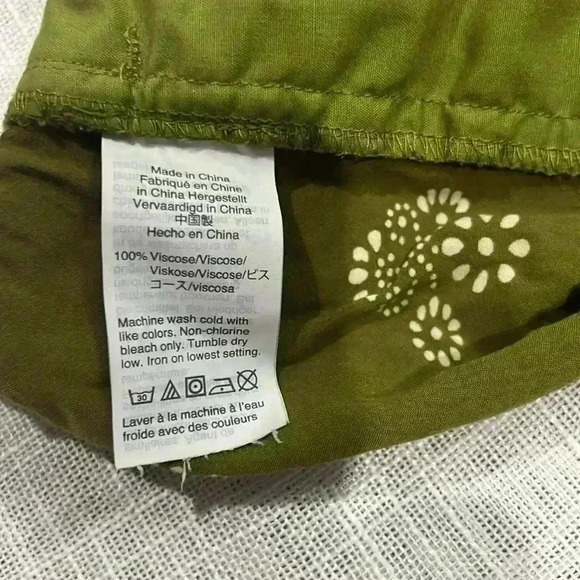 Made in China
Fabriqué en Chine
in China Hergestellt
Vervaardigd in China
中国製
Hecho en China
100% Viscose/Viscose/
Viskose/Viscose/ビス
コース/viscosa
Machine wash cold with
like colors. Non-chlorine
bleach only. Tumble dry
low. Iron on lowest setting.
30
Laver à la machine à l'eau
froide avec des couleurs